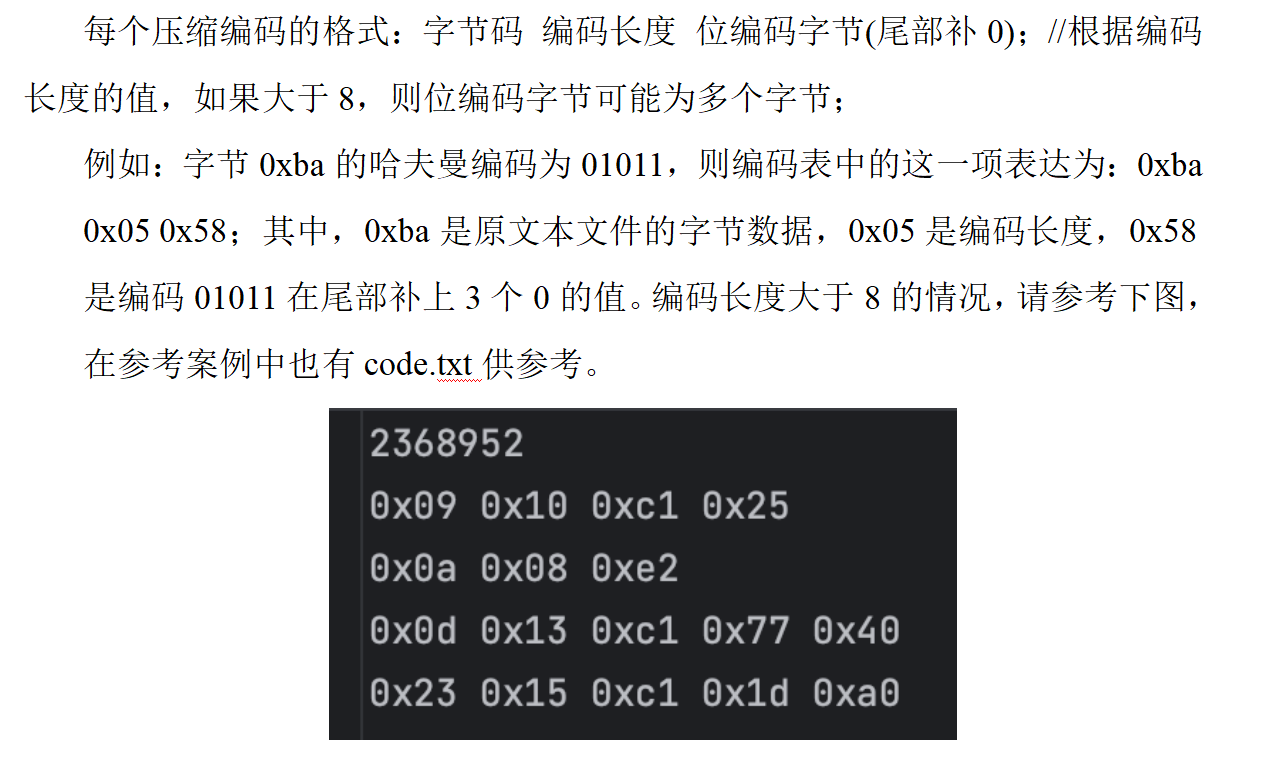 每个压缩编码的格式：字节码 编码长度 位编码字节(尾部补 0)；//根据编码
长度的值，如果大于 8，则位编码字节可能为多个字节；
例如：字节 0xba 的哈夫曼编码为 01011，则编码表中的这一项表达为：0xba
0x05 0x58；其中，0xba 是原文本文件的字节数据，0x05 是编码长度，0x58
是编码 01011 在尾部补上 3 个 0 的值。编码长度大于 8 的情况，请参考下图，
在参考案例中也有 code.txt 供参考。
2368952
0x09 0x10 0xc1 0x25
0x0a 0x08 0xe2
0x0d 0x13 0xc1 0x77 0x40
0x23 0x15 0xc1 0x1d 0xa0